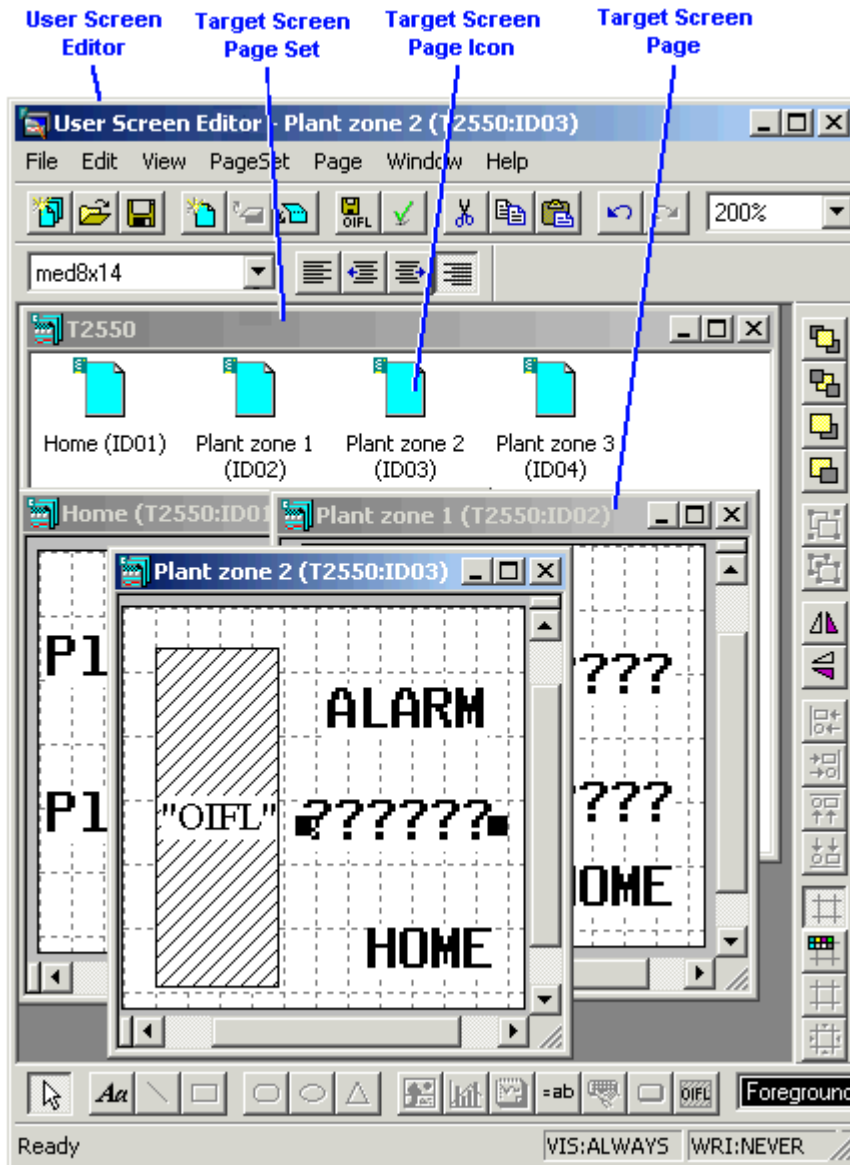 User Screen Editor
Target Screen Page Set
Target Screen Page Icon
Target Screen Page
User Screen Editor - Plant zone 2 (T2550:ID03)
File Edit View PageSet Page Window Help
OIFL
200%
med8x14
T2550
Home (ID01)
Plant zone 1 (ID02)
Plant zone 2 (ID03)
Plant zone 3 (ID04)
Home (T2550:ID01
Plant zone 1 (T2550:ID02)
Plant zone 2 (T2550:ID03)
Pl
Pl
"OIFL"
ALARM
??????
HOME
????
????
OME
Aa
=ab
OIFL
Foreground
Ready
VIS:ALWAYS
WRI:NEVER